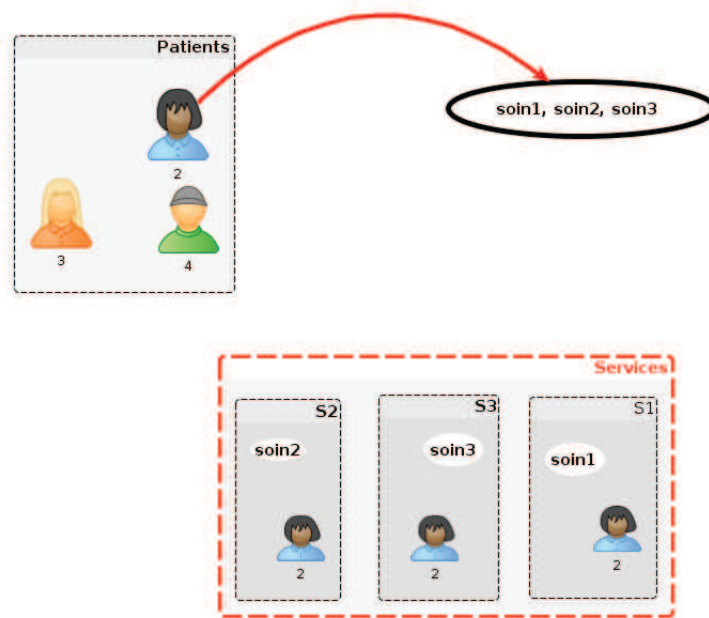 Patients
soin1, soin2, soin3
2
3
4
Services
S2
S3
S1
soin2
soin3
soin1
2
2
2